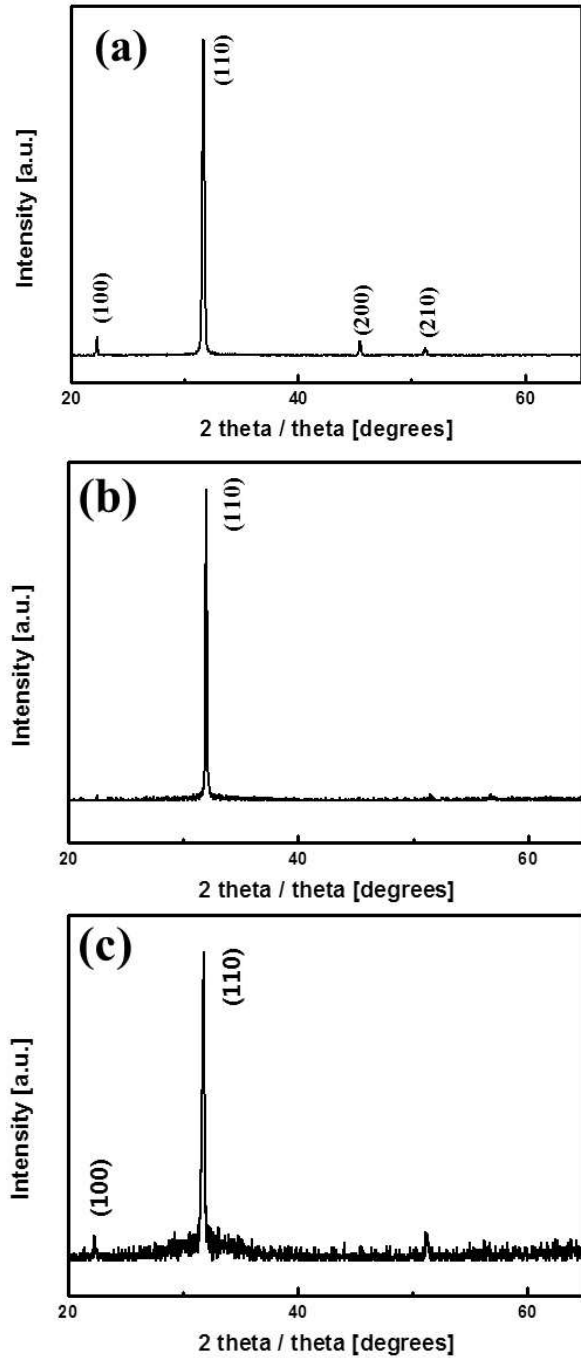 (a)
(110)
(100)
(200)
(210)
Intensity [a.u.]
20
40
60
2 theta / theta [degrees]
(b)
(110)
Intensity [a.u.]
20
40
60
2 theta / theta [degrees]
(c)
(110)
(100)
Intensity [a.u.]
20
40
60
2 theta / theta [degrees]